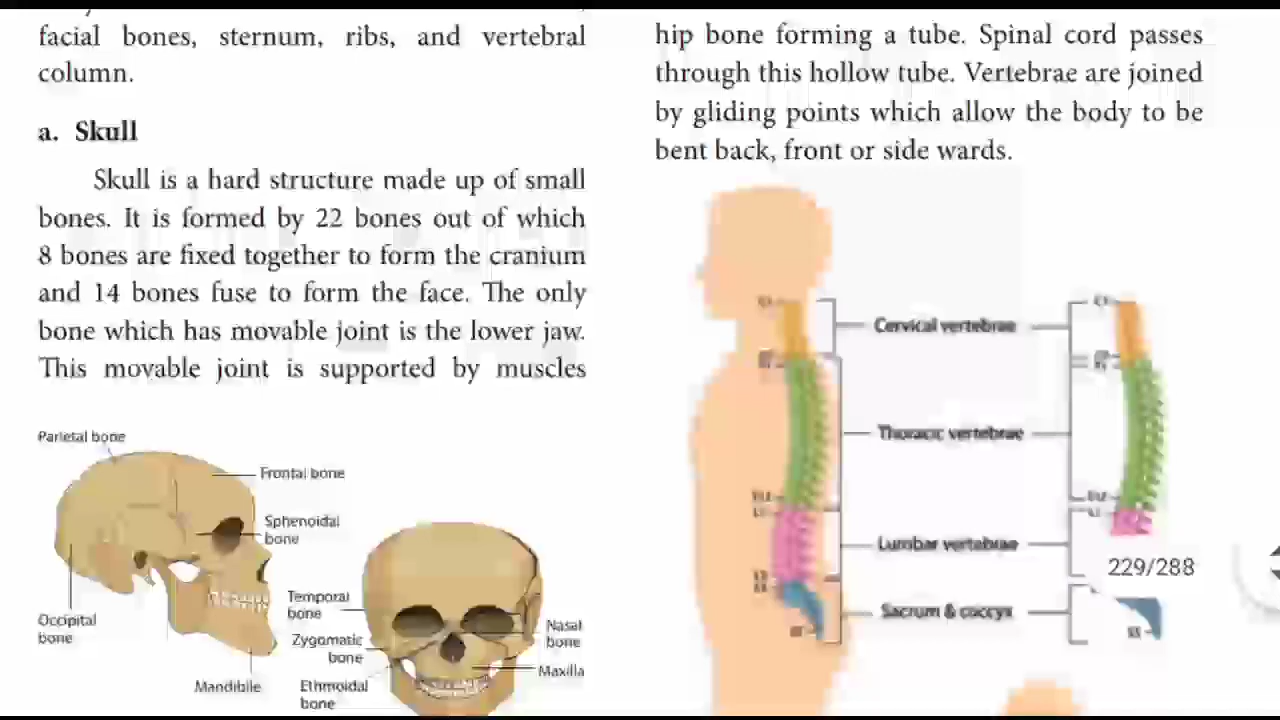 facial bones, sternum, ribs, and vertebral
column.
a. Skull
Skull is a hard structure made up of small
bones. It is formed by 22 bones out of which
8 bones are fixed together to form the cranium
and 14 bones fuse to form the face. The only
bone which has movable joint is the lower jaw.
This movable joint is supported by muscles
Parietal bone
Frontal bone
Sphenoidal
bone
Occipital
bone
Mandibile
Temporal
bone
Zygomatic
bone
Ethmoidal
bone
Nasal
bone
Maxilla
hip bone forming a tube. Spinal cord passes
through this hollow tube. Vertebrae are joined
by gliding points which allow the body to be
bent back, front or side wards.
Cervical vertebrae
Thoracic vertebrae
Lumbar vertebrae
Sacrum & coccyx
229/288